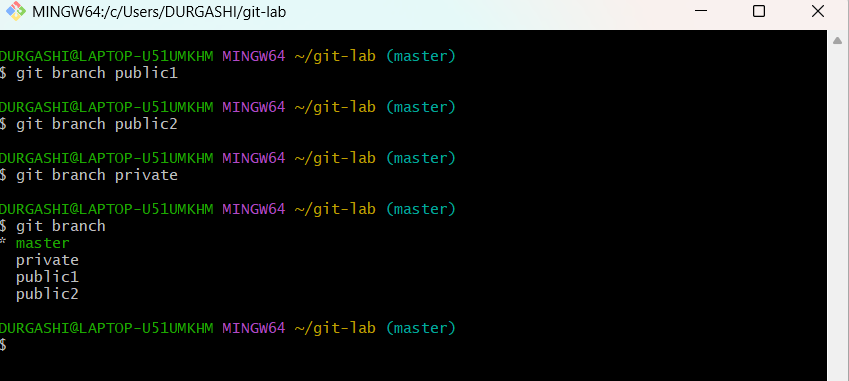 MINGW64:/c/Users/DURGASHI/git-lab
DURGASHI@LAPTOP-U51UMKHM MINGW64 ~/git-lab (master)
$ git branch public1
DURGASHI@LAPTOP-U51UMKHM MINGW64 ~/git-lab (master)
$ git branch public2
DURGASHI@LAPTOP-U51UMKHM MINGW64 ~/git-lab (master)
$ git branch private
DURGASHI@LAPTOP-U51UMKHM MINGW64 ~/git-lab (master)
$ git branch
* master
  private
  public1
  public2
DURGASHI@LAPTOP-U51UMKHM MINGW64 ~/git-lab (master)
$